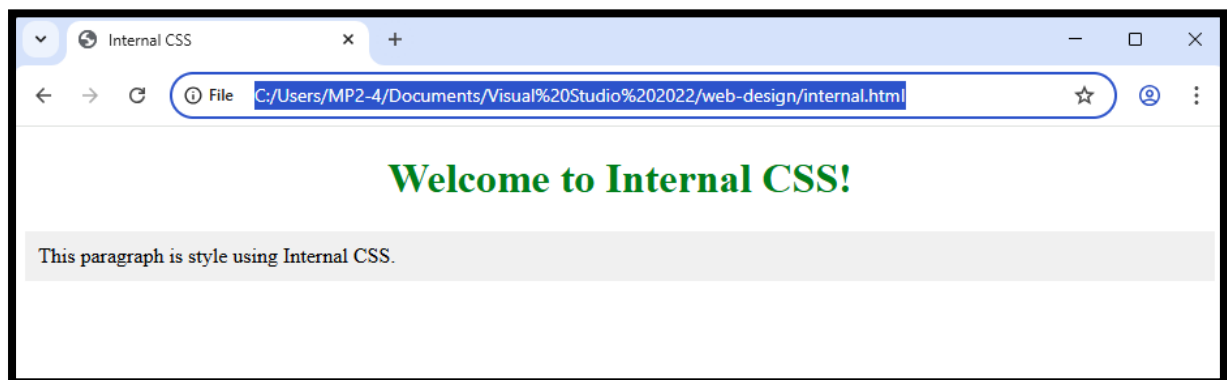 Internal CSS
File C:/Users/MP2-4/Documents/Visual%20Studio%202022/web-design/internal.html
Welcome to Internal CSS!
This paragraph is style using Internal CSS.